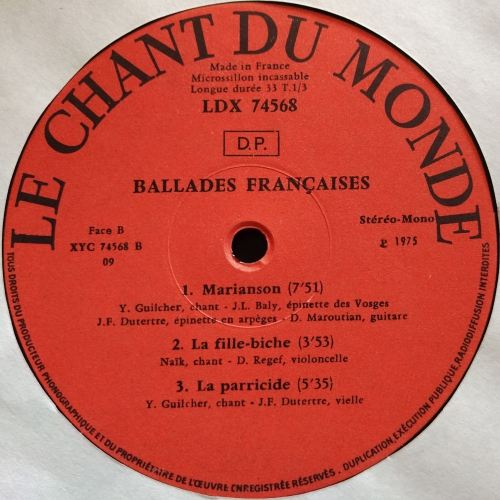 LE CHANT DU MONDE
Made in France
Microssillon incassable
Longue durée 33 T.1/3
LDX 74568
D.P.
BALLADES FRANÇAISES
Face B
XYC 74568 B
09
Stéréo-Mono
℗ 1975
1. Marianson (7'51)
Y. Guilcher, chant - J.L. Baly, épinette des Vosges
J.F. Dutertre, épinette en arpèges - D. Maroutian, guitare
2. La fille-biche (3'53)
Naïk, chant - D. Regef, violoncelle
3. La parricide (5'35)
Y. Guilcher, chant - J.F. Dutertre, vielle
TOUS DROITS DU PRODUCTEUR PHONOGRAPHIQUE ET DU PROPRIÉTAIRE DE L'ŒUVRE ENREGISTRÉE RÉSERVÉS. DUPLICATION, EXÉCUTION PUBLIQUE, RADIODIFFUSION INTERDITES